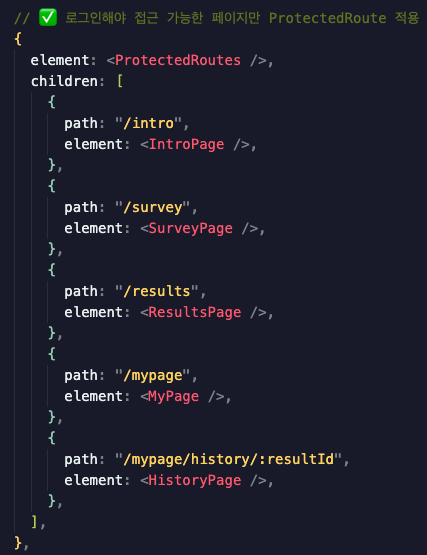 // ✅ 로그인해야 접근 가능한 페이지만 ProtectedRoute 적용
{
  element: <ProtectedRoutes />,
  children: [
    {
      path: "/intro",
      element: <IntroPage />,
    },
    {
      path: "/survey",
      element: <SurveyPage />,
    },
    {
      path: "/results",
      element: <ResultsPage />,
    },
    {
      path: "/mypage",
      element: <MyPage />,
    },
    {
      path: "/mypage/history/:resultId",
      element: <HistoryPage />,
    },
  ],
},